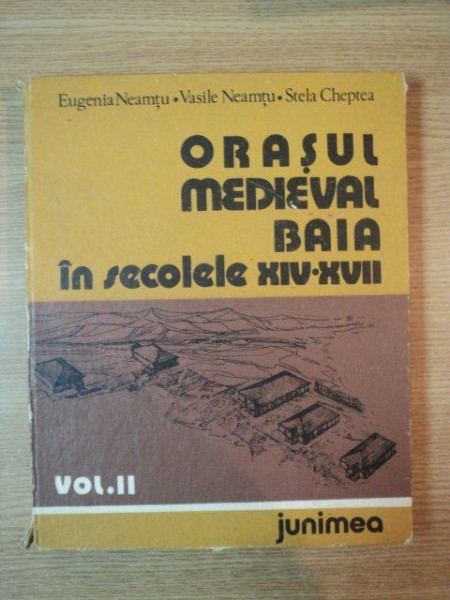 Eugenia Neamțu • Vasile Neamțu • Stela Cheptea
ORAȘUL
MEDIEVAL
BAIA
în secolele XIV•XVII
VOL.II
junimea